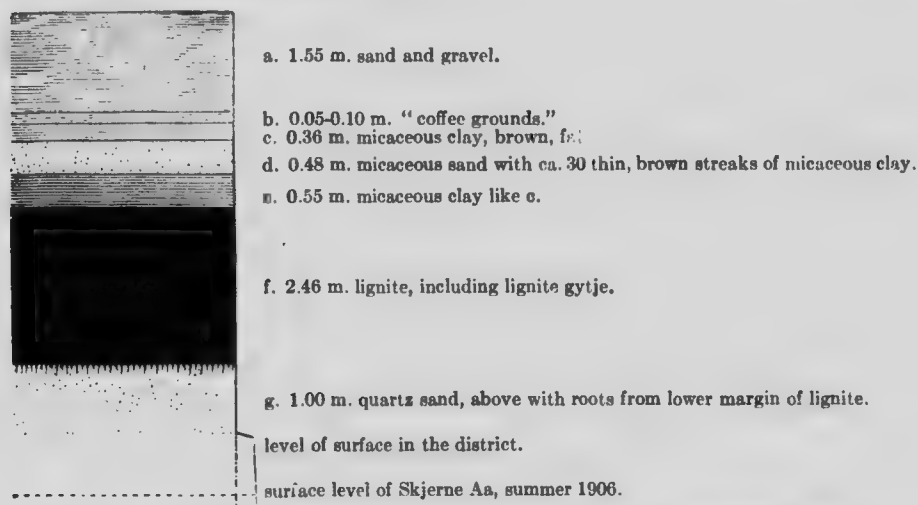 a. 1.55 m. sand and gravel.
b. 0.05-0.10 m. “coffee grounds.”
c. 0.36 m. micaceous clay, brown,
d. 0.48 m. micaceous sand with ca. 30 thin, brown streaks of micaceous clay.
e. 0.55 m. micaceous clay like c.
f. 2.46 m. lignite, including lignite gytje.
g. 1.00 m. quartz sand, above with roots from lower margin of lignite.
level of surface in the district.
surface level of Skjerne Aa, summer 1906.